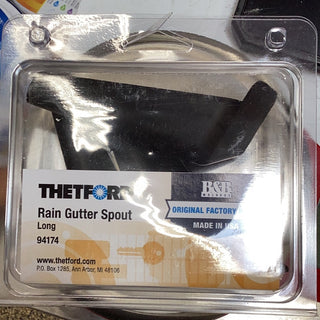 THETFORD
B&B
Rain Gutter Spout
Long
94174
ORIGINAL FACTORY
MADE IN USA
www.thetford.com
P.O. Box 1285, Ann Arbor, MI 48106